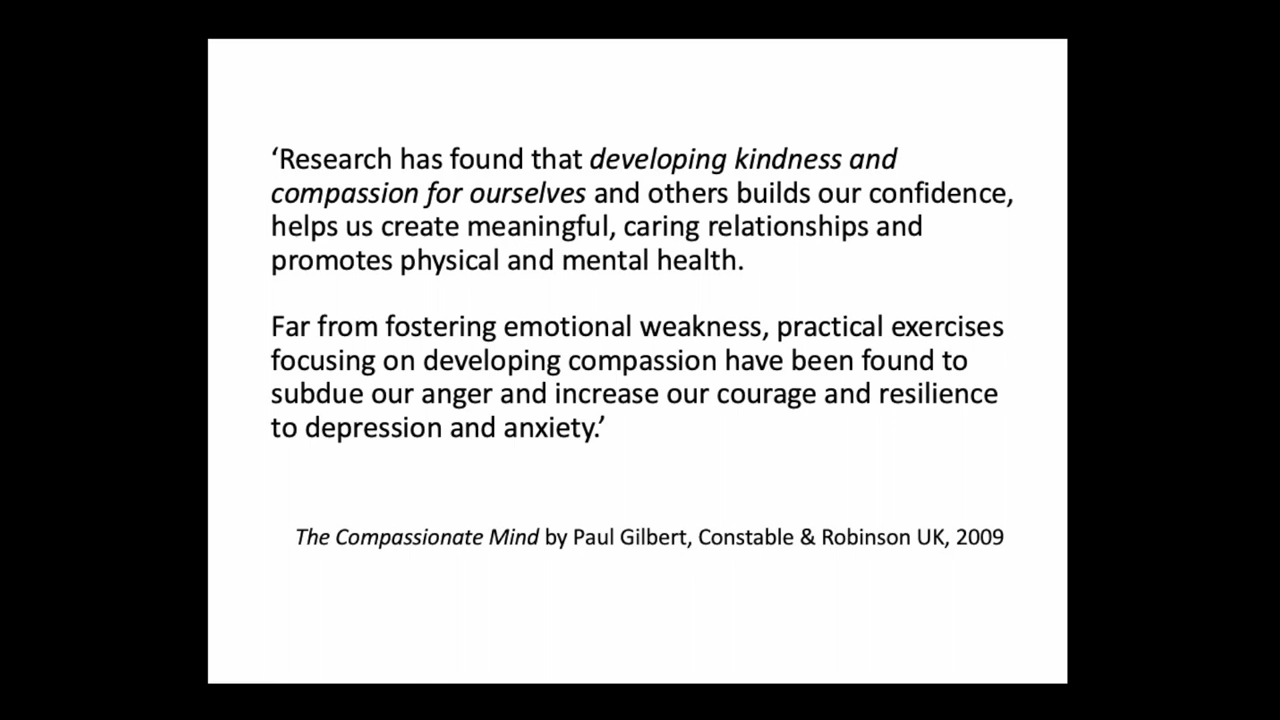 ‘Research has found that developing kindness and
compassion for ourselves and others builds our confidence,
helps us create meaningful, caring relationships and
promotes physical and mental health.
Far from fostering emotional weakness, practical exercises
focusing on developing compassion have been found to
subdue our anger and increase our courage and resilience
to depression and anxiety.’
The Compassionate Mind by Paul Gilbert, Constable & Robinson UK, 2009